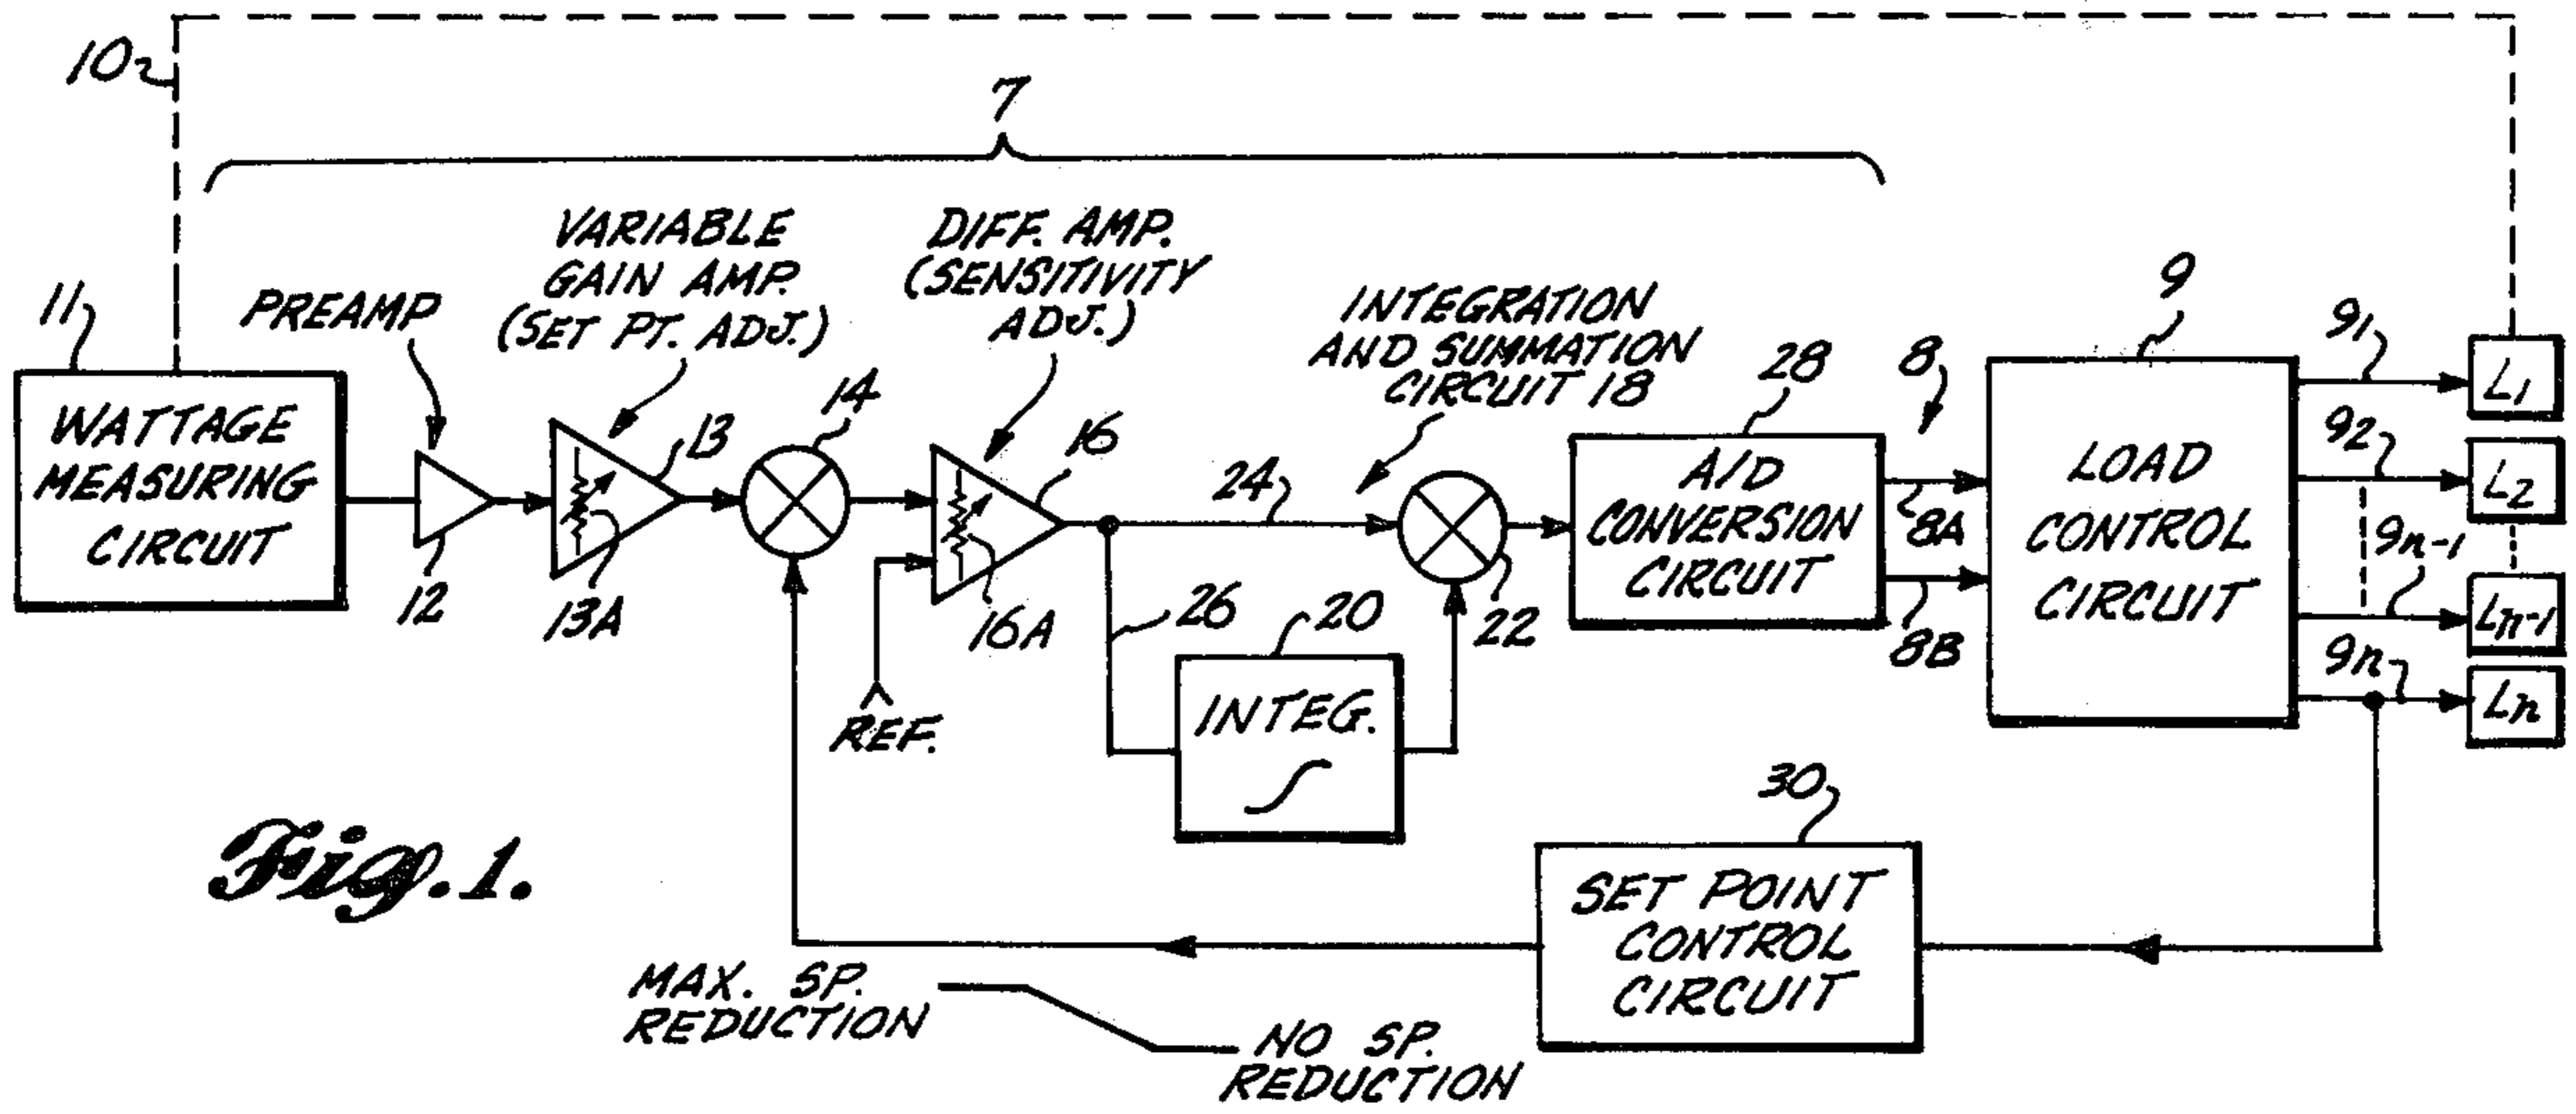 10
7
VARIABLE
GAIN AMP.
(SET PT. ADJ.)
DIFF. AMP.
(SENSITIVITY
ADJ.)
INTEGRATION
AND SUMMATION
CIRCUIT 18
PREAMP
11
WATTAGE
MEASURING
CIRCUIT
12
13
13A
14
16
16A
REF.
24
26
20
INTEG.
22
28
A/D
CONVERSION
CIRCUIT
8
8A
8B
9
LOAD
CONTROL
CIRCUIT
91
92
9n-1
9n
L1
L2
Ln-1
Ln
30
SET POINT
CONTROL
CIRCUIT
MAX. SP.
REDUCTION
NO SP.
REDUCTION
Fig. 1.